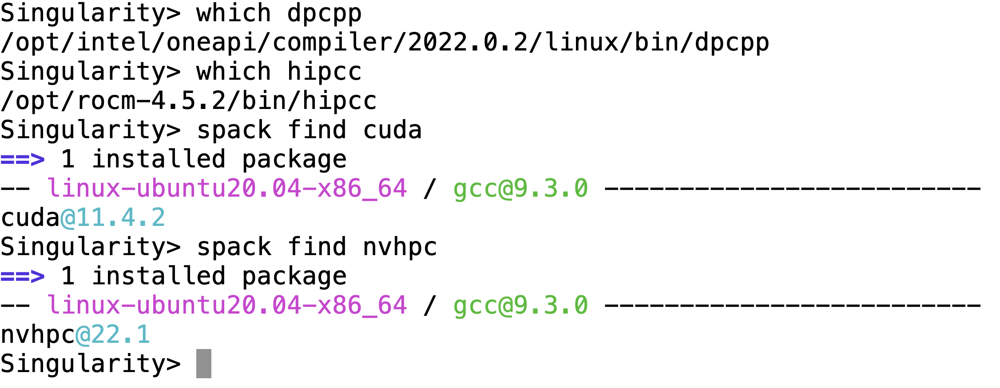 Singularity> which dpcpp
/opt/intel/oneapi/compiler/2022.0.2/linux/bin/dpcpp
Singularity> which hipcc
/opt/rocm-4.5.2/bin/hipcc
Singularity> spack find cuda
==> 1 installed package
-- linux-ubuntu20.04-x86_64 / gcc@9.3.0 -------------------------
cuda@11.4.2
Singularity> spack find nvhpc
==> 1 installed package
-- linux-ubuntu20.04-x86_64 / gcc@9.3.0 -------------------------
nvhpc@22.1
Singularity>